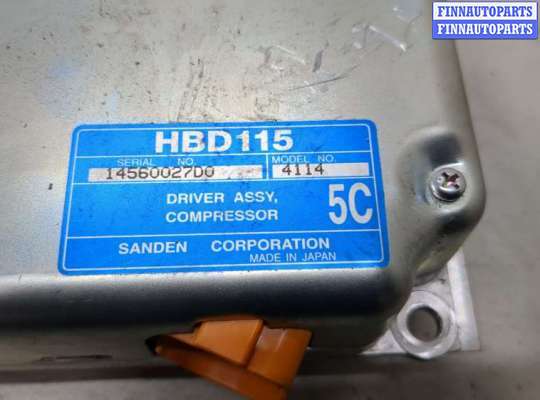 FINNAUTOPARTS
FINNAUTOPARTS
HBD115
SERIAL NO. MODEL NO.
14560027D0 4114
DRIVER ASSY, COMPRESSOR 5C
SANDEN CORPORATION
MADE IN JAPAN